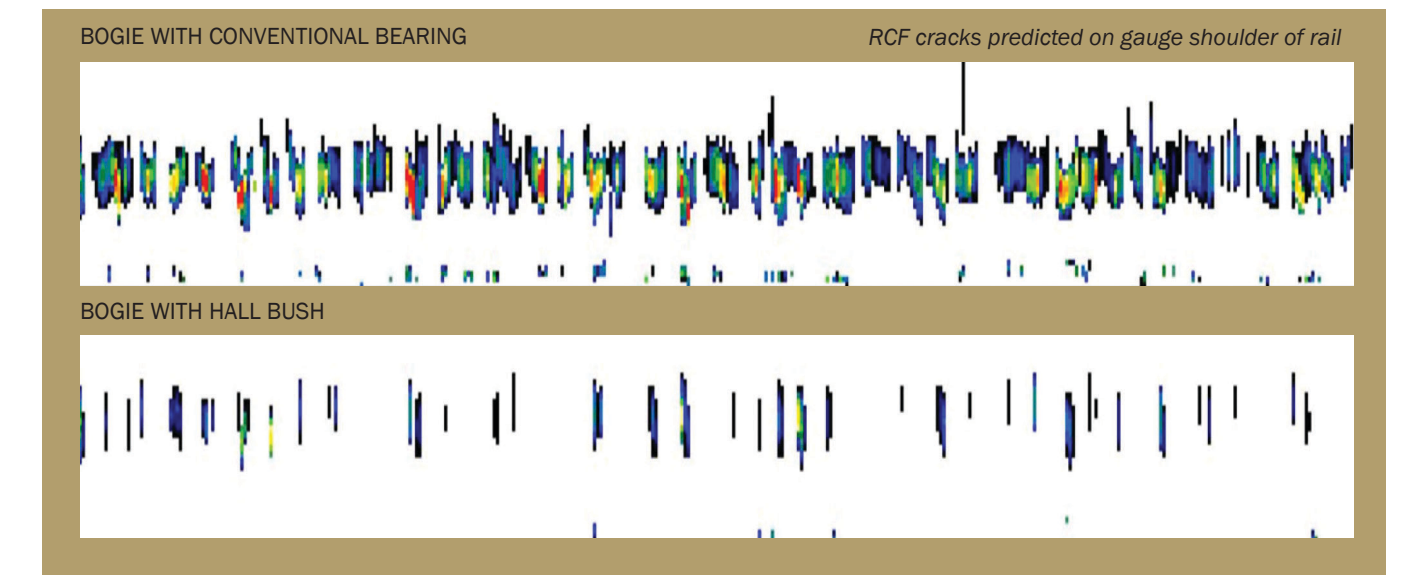 BOGIE WITH CONVENTIONAL BEARING
RCF cracks predicted on gauge shoulder of rail
BOGIE WITH HALL BUSH